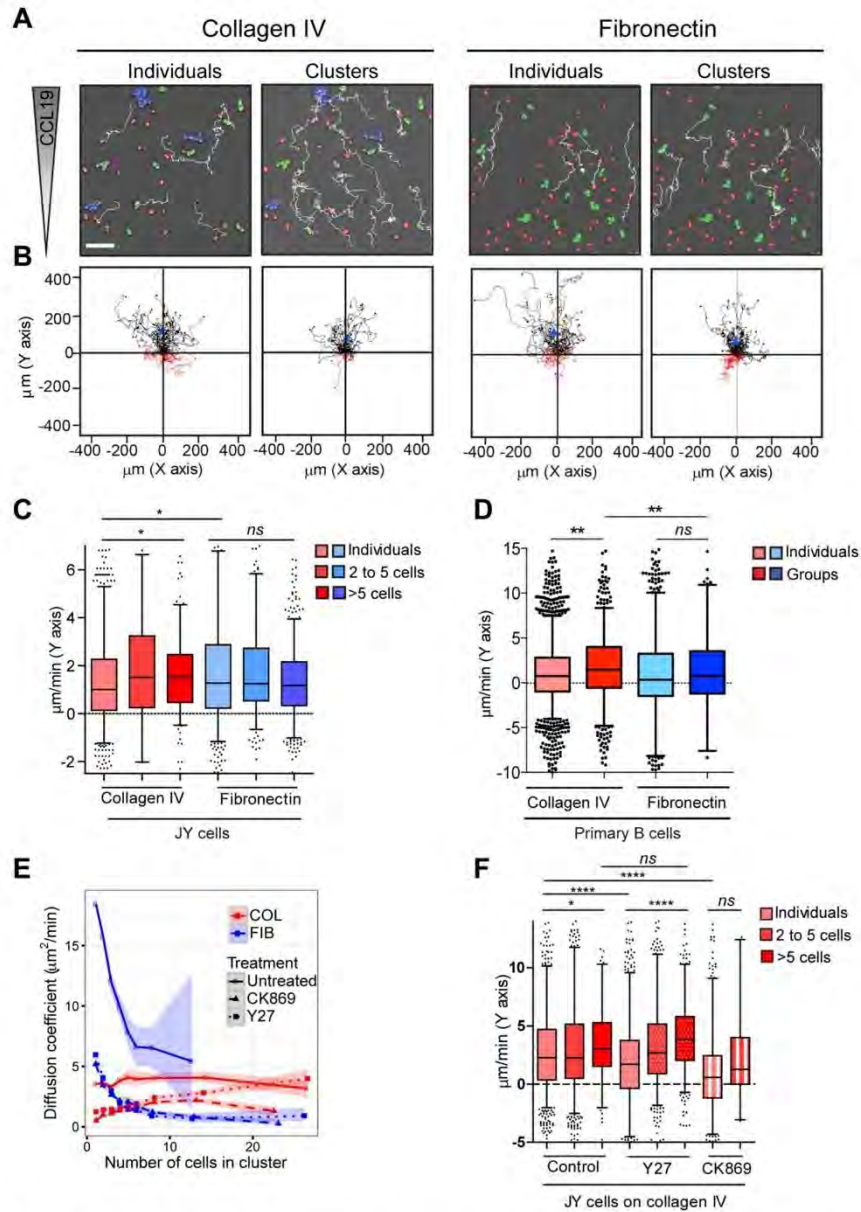 A
Collagen IV
Fibronectin
Individuals
Clusters
Individuals
Clusters
CCL19
B
400
200
0
-200
-400
μm (Y axis)
-400 -200 0 200 400
-400 -200 0 200 400
-400 -200 0 200 400
-400 -200 0 200 400
μm (X axis)
μm (X axis)
μm (X axis)
μm (X axis)
C
*
*
ns
6
4
2
0
-2
μm/min (Y axis)
Individuals
2 to 5 cells
>5 cells
Collagen IV
Fibronectin
JY cells
D
**
**
ns
15
10
5
0
-5
-10
μm/min (Y axis)
Individuals
Groups
Collagen IV
Fibronectin
Primary B cells
E
Diffusion coefficient (μm²/min)
15
10
5
0
0 10 20
Number of cells in cluster
COL
FIB
Treatment
Untreated
CK869
Y27
F
ns
****
****
*
****
ns
10
5
0
-5
μm/min (Y axis)
Individuals
2 to 5 cells
>5 cells
Control
Y27
CK869
JY cells on collagen IV